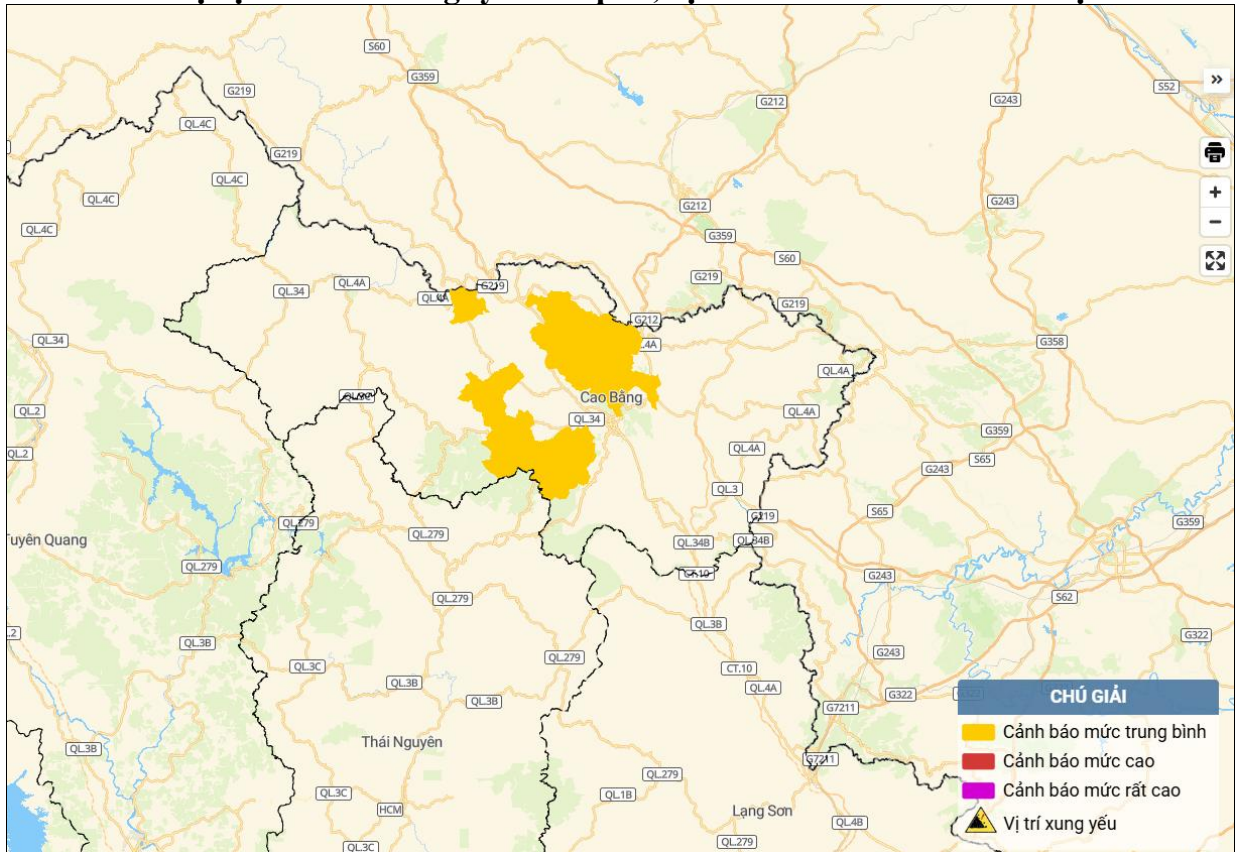 S60
G359
G219
S52
G212
G243
QL.4C
G219
QL.4C
QL.4C
G212
G243
QL.4C
G359
S60
G219
QL.34
QL.4A
G219
G219
G212
QL.34
G358
QL.4A
QL.2
Cao Bằng
QL.34
QL.4A
QL.2
QL.4A
G359
S65
G243
QL.3
S65
G219
G359
QL.279
QL.279
QL.34B
QL.34B
Tuyên Quang
QL.279
CT.10
G243
S62
QL.279
QL.3B
QL.3B
G322
QL.3C
QL.279
CT.10
G243
QL.3B
QL.4A
G322
QL.3B
G7211
CHÚ GIẢI
Cảnh báo mức trung bình
Thái Nguyên
QL.3B
G7211
Cảnh báo mức cao
QL.279
Cảnh báo mức rất cao
QL.3C
QL.1B
HCM
Lạng Sơn
QL.4B
Vị trí xung yếu
QL.3C
QL.279